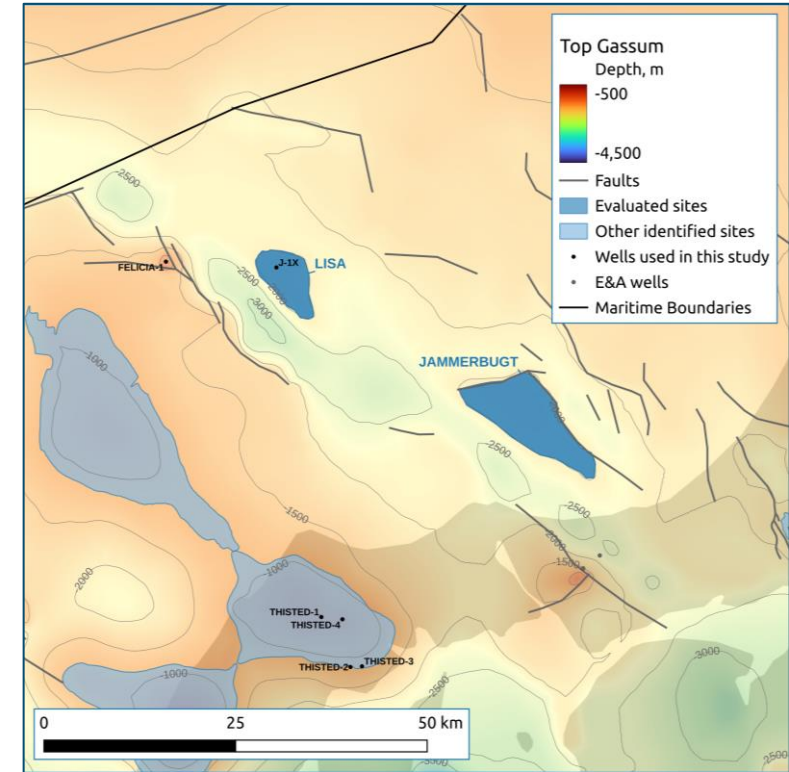 Top Gassum
Depth, m
-500
-4,500
Faults
Evaluated sites
Other identified sites
Wells used in this study
E&A wells
Maritime Boundaries
-2500
FELICIA-1
J-1X
LISA
-2500
-2000
-3000
JAMMERBUGT
-1000
-2500
-1500
-2500
-2000
-1500
-1000
-2000
THISTED-1
THISTED-4
THISTED-2
THISTED-3
-1000
-3000
-2500
-2500
0 25 50 km